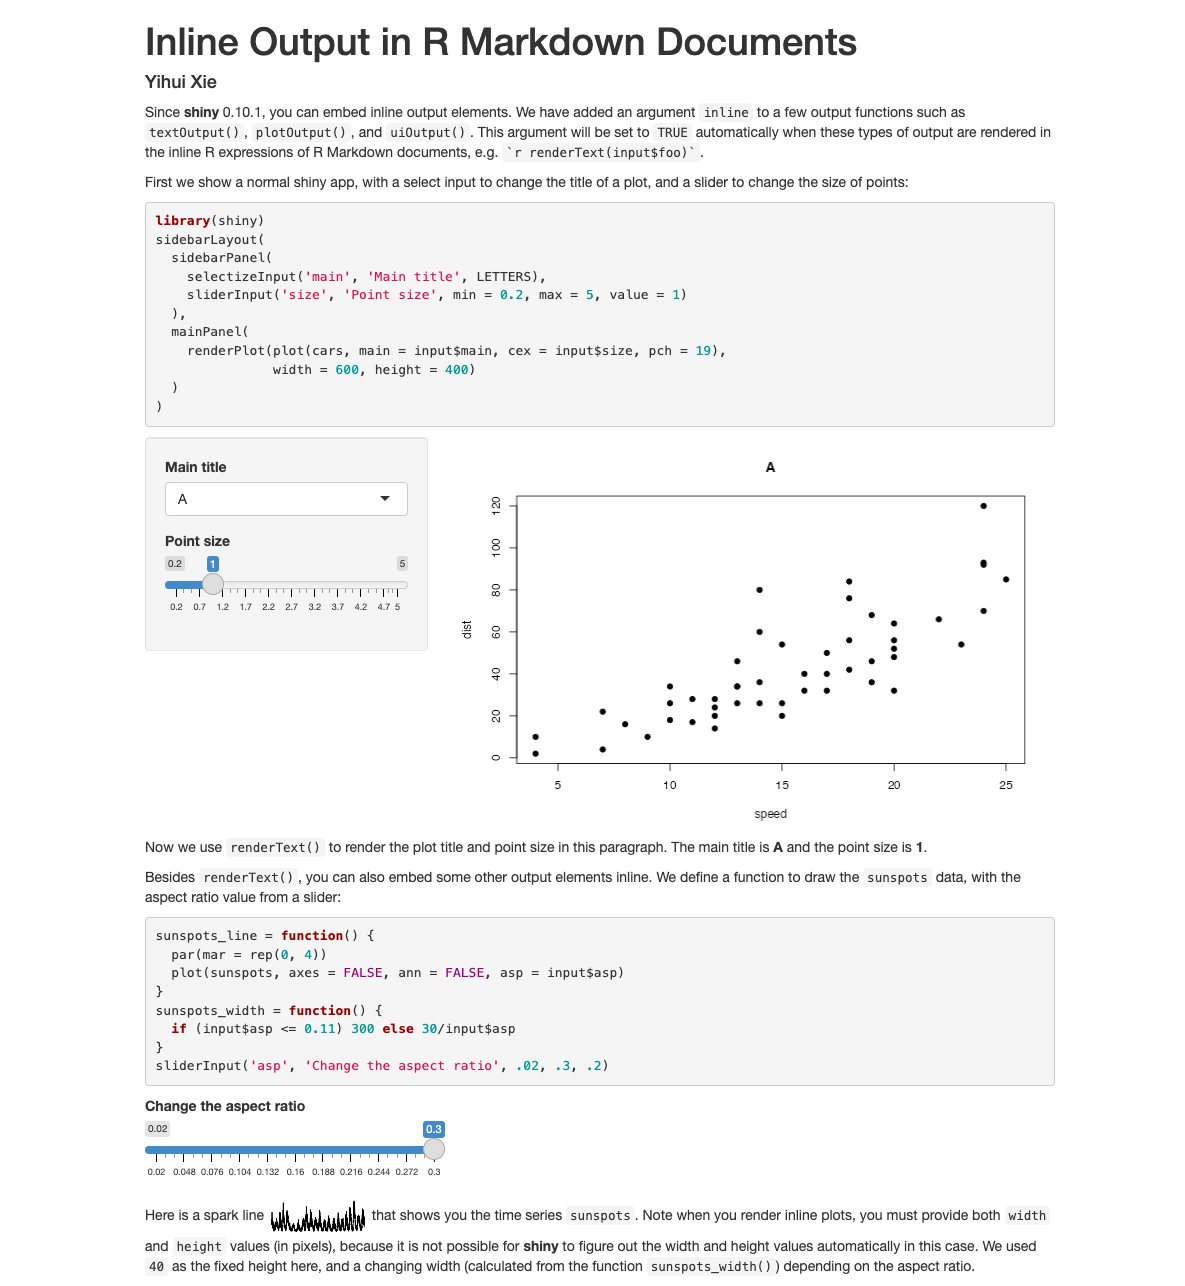 Inline Output in R Markdown Documents
Yihui Xie
Since shiny 0.10.1, you can embed inline output elements. We have added an argument inline to a few output functions such as
textOutput(), plotOutput(), and uiOutput(). This argument will be set to TRUE automatically when these types of output are rendered in
the inline R expressions of R Markdown documents, e.g. `r renderText(input$foo)`.
First we show a normal shiny app, with a select input to change the title of a plot, and a slider to change the size of points:
library(shiny)
sidebarLayout(
  sidebarPanel(
    selectizeInput('main', 'Main title', LETTERS),
    sliderInput('size', 'Point size', min = 0.2, max = 5, value = 1)
  ),
  mainPanel(
    renderPlot(plot(cars, main = input$main, cex = input$size, pch = 19),
               width = 600, height = 400)
  )
)
Main title
A
Point size
0.2 1 5
0.2 0.7 1.2 1.7 2.2 2.7 3.2 3.7 4.2 4.7 5
A
dist
120
100
80
60
40
20
0
5 10 15 20 25
speed
Now we use renderText() to render the plot title and point size in this paragraph. The main title is A and the point size is 1.
Besides renderText(), you can also embed some other output elements inline. We define a function to draw the sunspots data, with the
aspect ratio value from a slider:
sunspots_line = function() {
  par(mar = rep(0, 4))
  plot(sunspots, axes = FALSE, ann = FALSE, asp = input$asp)
}
sunspots_width = function() {
  if (input$asp <= 0.11) 300 else 30/input$asp
}
sliderInput('asp', 'Change the aspect ratio', .02, .3, .2)
Change the aspect ratio
0.02 0.3
0.02 0.048 0.076 0.104 0.132 0.16 0.188 0.216 0.244 0.272 0.3
Here is a spark line that shows you the time series sunspots. Note when you render inline plots, you must provide both width
and height values (in pixels), because it is not possible for shiny to figure out the width and height values automatically in this case. We used
40 as the fixed height here, and a changing width (calculated from the function sunspots_width()) depending on the aspect ratio.